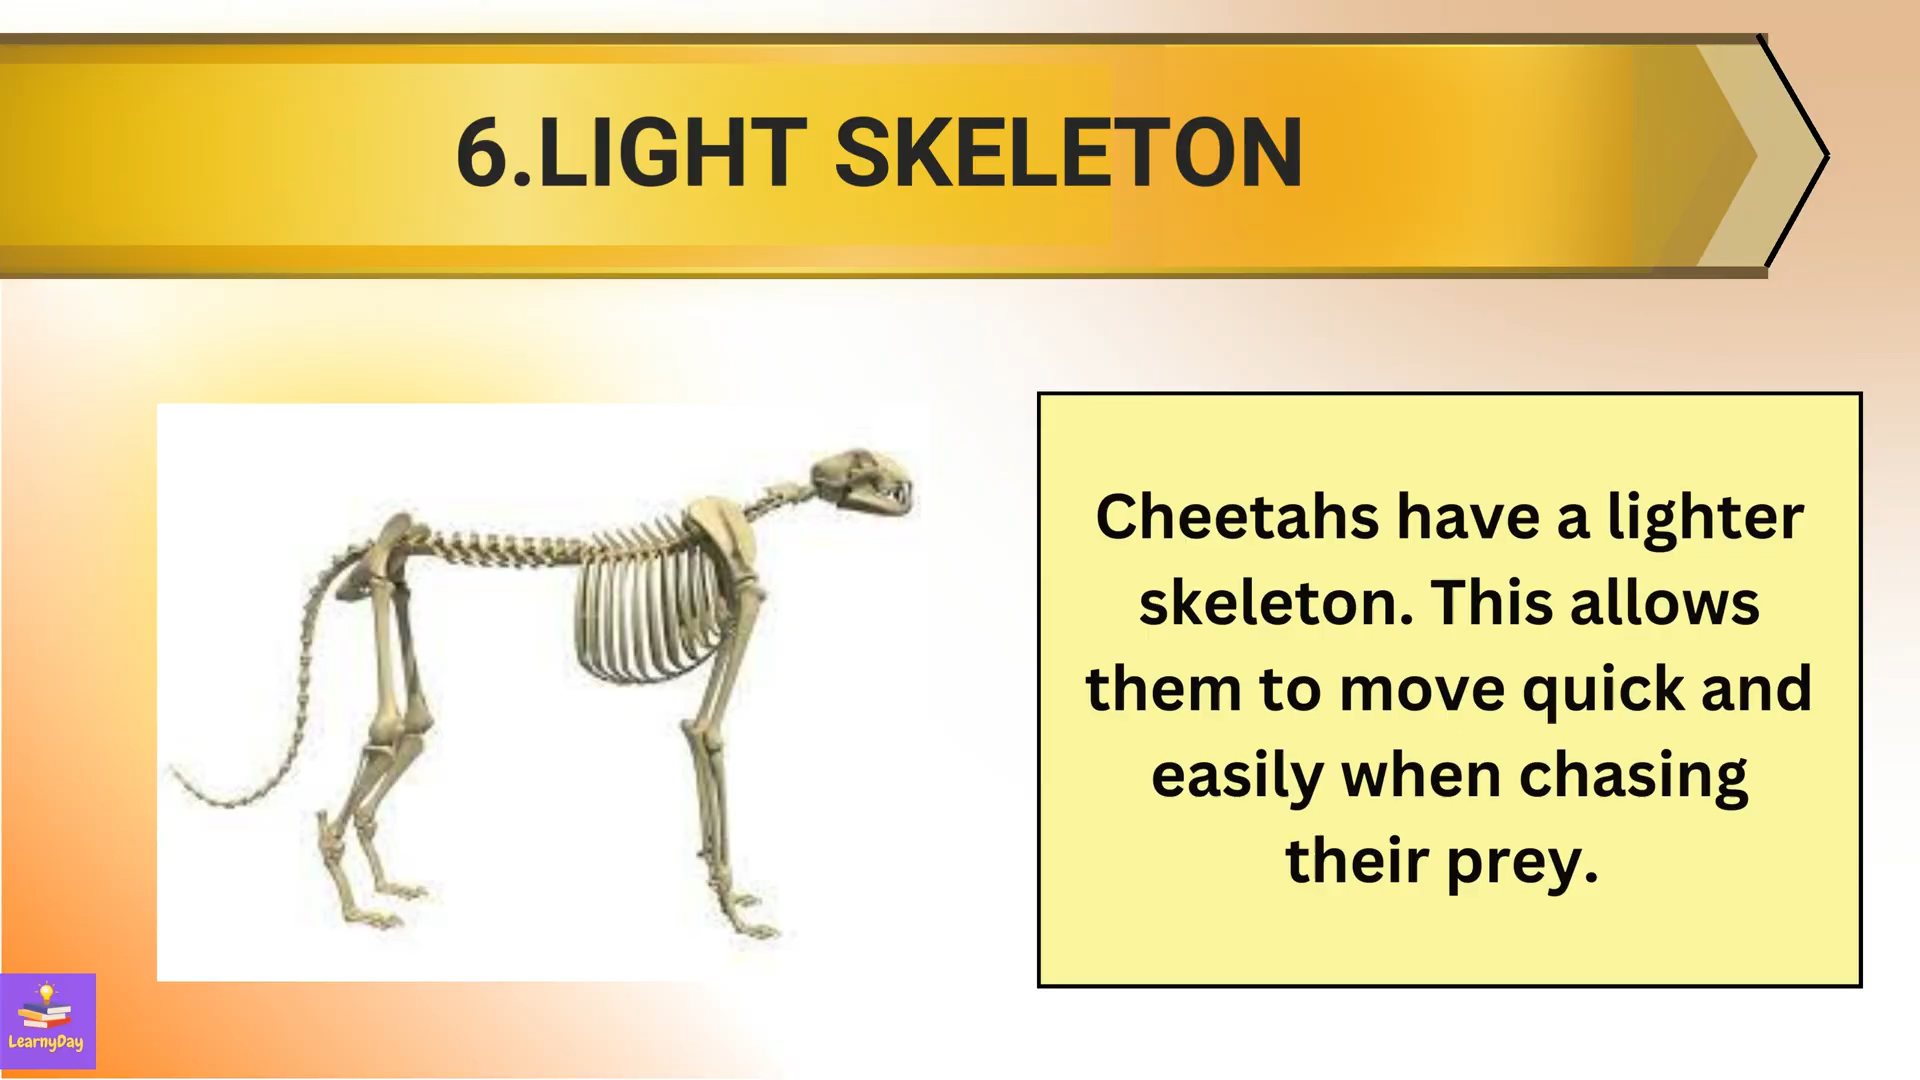 6.LIGHT SKELETON
Cheetahs have a lighter
skeleton. This allows
them to move quick and
easily when chasing
their prey.
LearnyDay